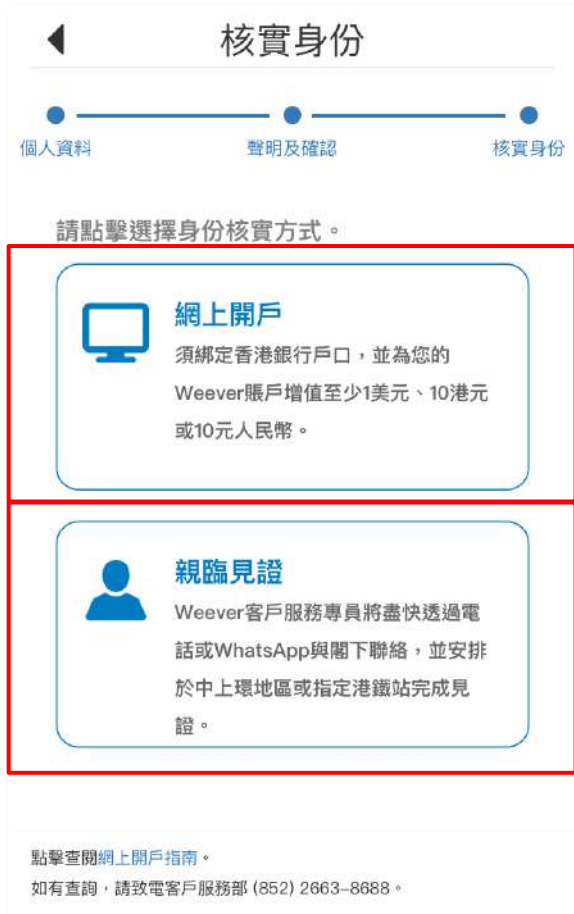 核實身份
個人資料
聲明及確認
核實身份
請點擊選擇身份核實方式。
網上開戶
須綁定香港銀行戶口，並為您的
Weever賬戶增值至少1美元、10港元
或10元人民幣。
親臨見證
Weever客戶服務專員將盡快透過電
話或WhatsApp與閣下聯絡，並安排
於中上環地區或指定港鐵站完成見
證。
點擊查閱網上開戶指南。
如有查詢，請致電客戶服務部 (852) 2663-8688。